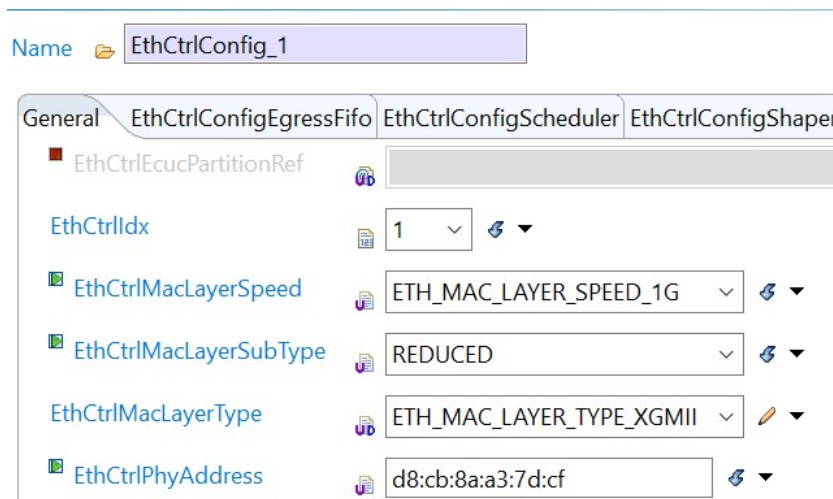 Name EthCtrlConfig_1
General EthCtrlConfigEgressFifo EthCtrlConfigScheduler EthCtrlConfigShaper
EthCtrlEcucPartitionRef
EthCtrlIdx 1
EthCtrlMacLayerSpeed ETH_MAC_LAYER_SPEED_1G
EthCtrlMacLayerSubType REDUCED
EthCtrlMacLayerType ETH_MAC_LAYER_TYPE_XGMII
EthCtrlPhyAddress d8:cb:8a:a3:7d:cf